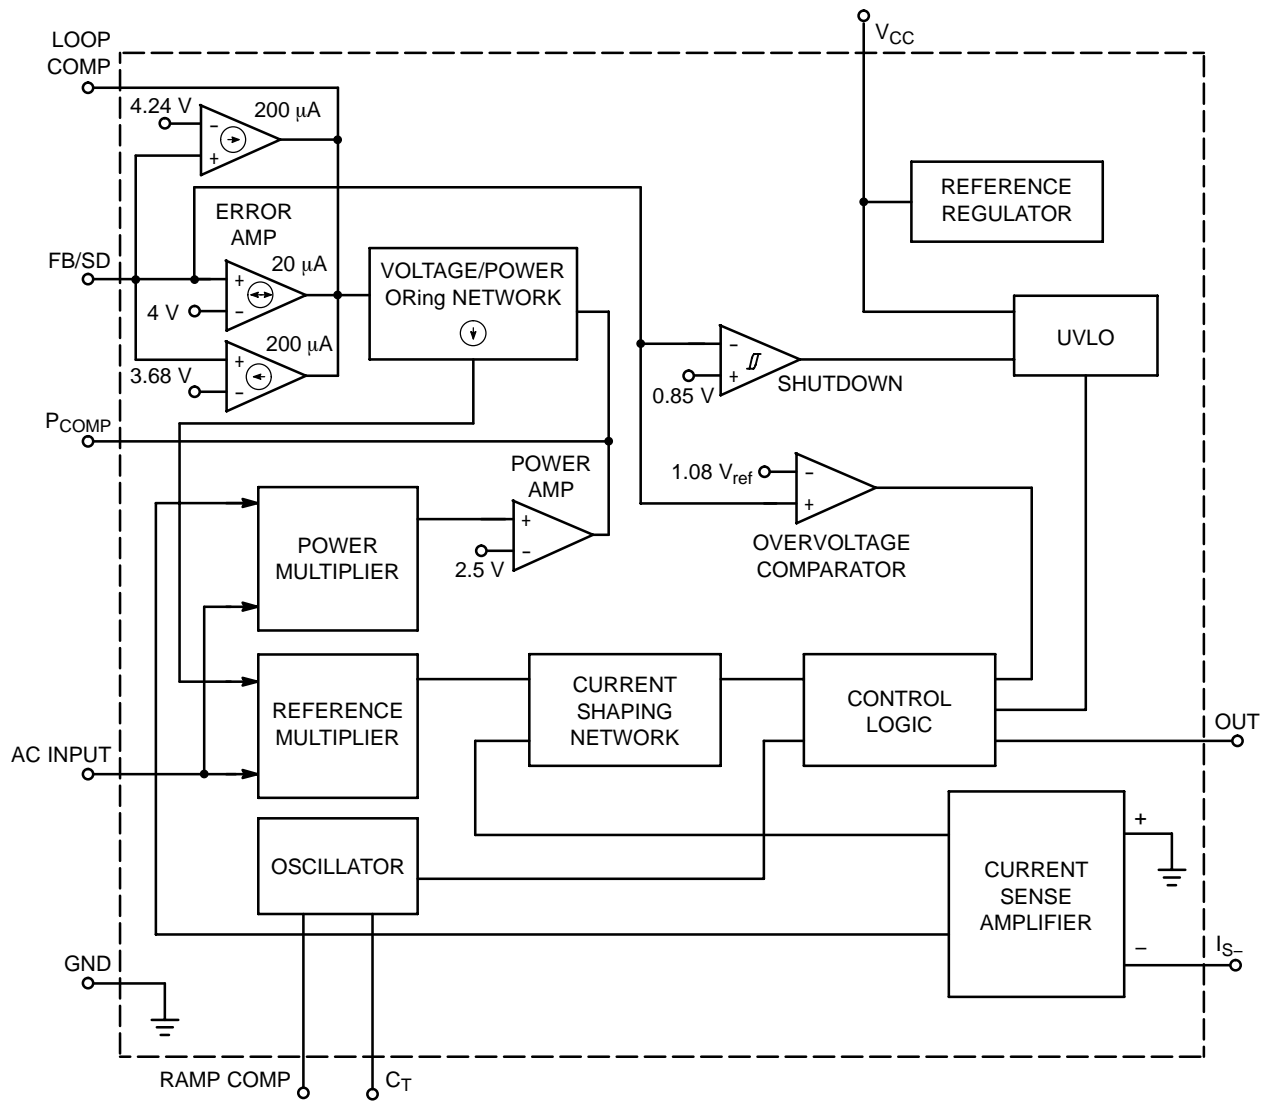 LOOP
COMP
V_CC
4.24 V
200 μA
−
+
REFERENCE
REGULATOR
ERROR
AMP
FB/SD
20 μA
+
−
4 V
VOLTAGE/POWER
ORing NETWORK
UVLO
200 μA
+
−
3.68 V
−
+
0.85 V
SHUTDOWN
P_COMP
POWER
AMP
1.08 V_ref
−
+
POWER
MULTIPLIER
+
−
2.5 V
OVERVOLTAGE
COMPARATOR
REFERENCE
MULTIPLIER
CURRENT
SHAPING
NETWORK
CONTROL
LOGIC
OUT
AC INPUT
OSCILLATOR
CURRENT
SENSE
AMPLIFIER
+
−
I_S−
GND
RAMP COMP
C_T